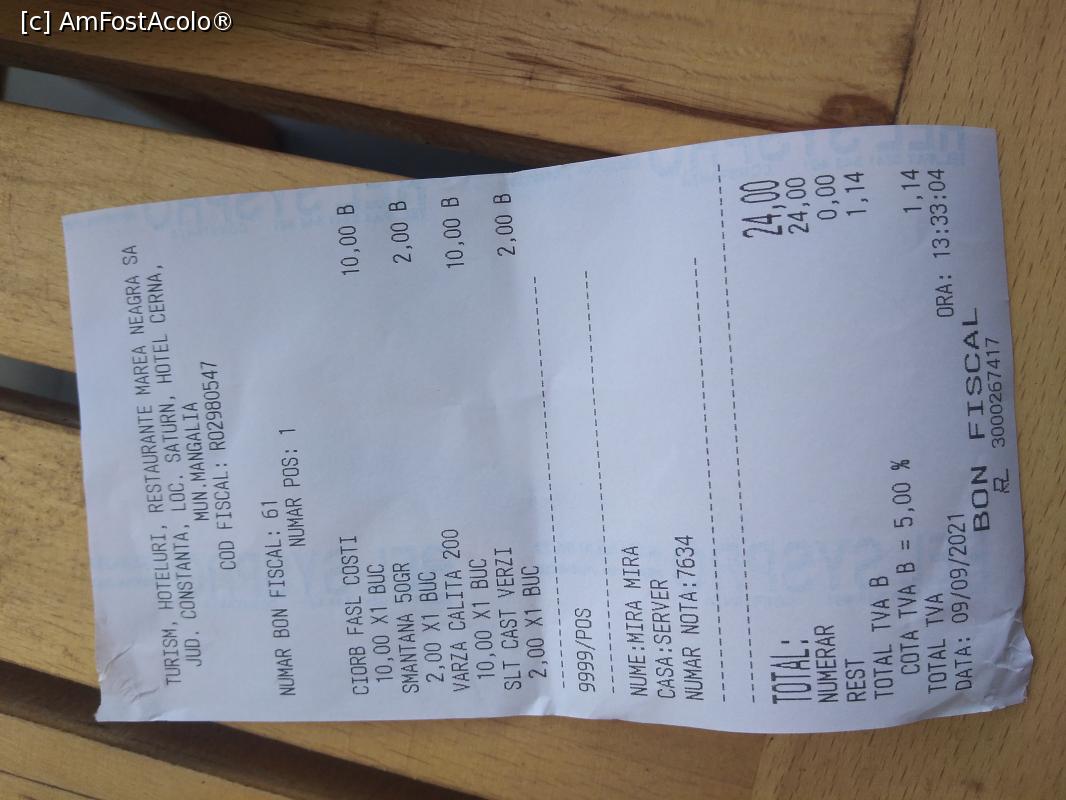 [c] AmFostAcolo®
TURISM, HOTELURI, RESTAURANTE MAREA NEAGRA SA
JUD. CONSTANTA, LOC. SATURN, HOTEL CERNA,
MUN.MANGALIA
COD FISCAL: RO2980547
NUMAR BON FISCAL: 61
NUMAR POS: 1
CIORB FASL COSTI 10,00 B
10,00 X1 BUC
SMANTANA 50GR 2,00 B
2,00 X1 BUC
VARZA CALITA 200 10,00 B
10,00 X1 BUC
SLT CAST VERZI 2,00 B
2,00 X1 BUC
9999/POS
NUME:MIRA MIRA
CASA:SERVER
NUMAR NOTA:7634
TOTAL: 24,00
NUMERAR 24,00
REST 0,00
TOTAL TVA B 1,14
COTA TVA B = 5,00 %
TOTAL TVA 1,14
DATA: 09/09/2021 ORA: 13:33:04
BON FISCAL
3000267417